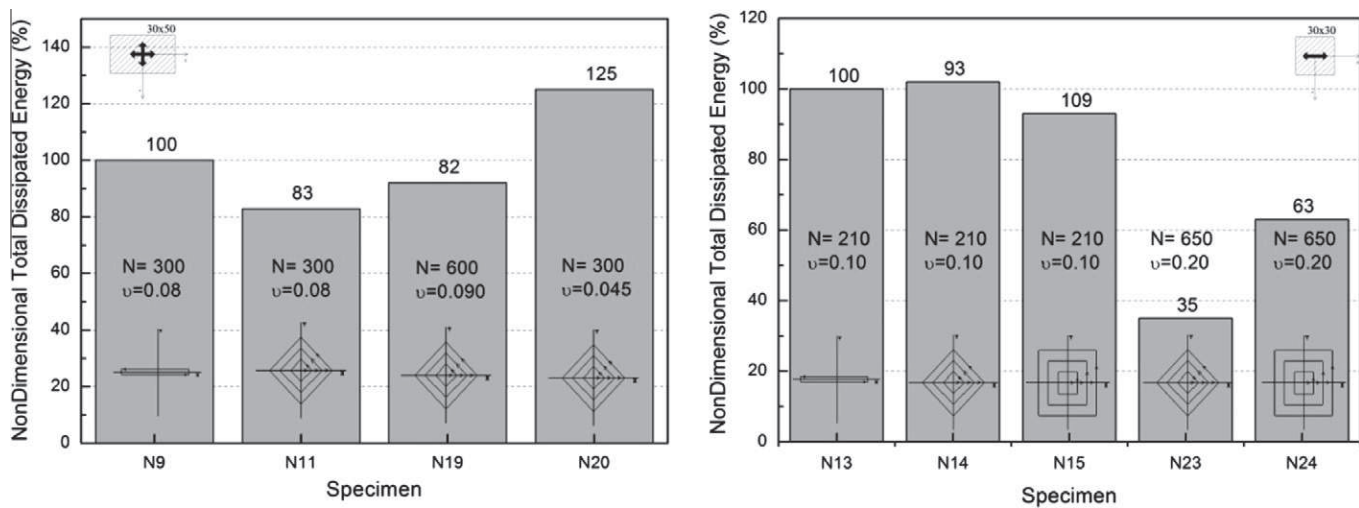 NonDimensional Total Dissipated Energy (%)
140
120
100
80
60
40
20
0
30x50
100
83
82
125
N= 300
υ=0.08
N= 300
υ=0.08
N= 600
υ=0.090
N= 300
υ=0.045
N9
N11
N19
N20
Specimen
NonDimensional Total Dissipated Energy (%)
120
100
80
60
40
20
0
30x30
100
93
109
35
63
N= 210
υ=0.10
N= 210
υ=0.10
N= 210
υ=0.10
N= 650
υ=0.20
N= 650
υ=0.20
N13
N14
N15
N23
N24
Specimen